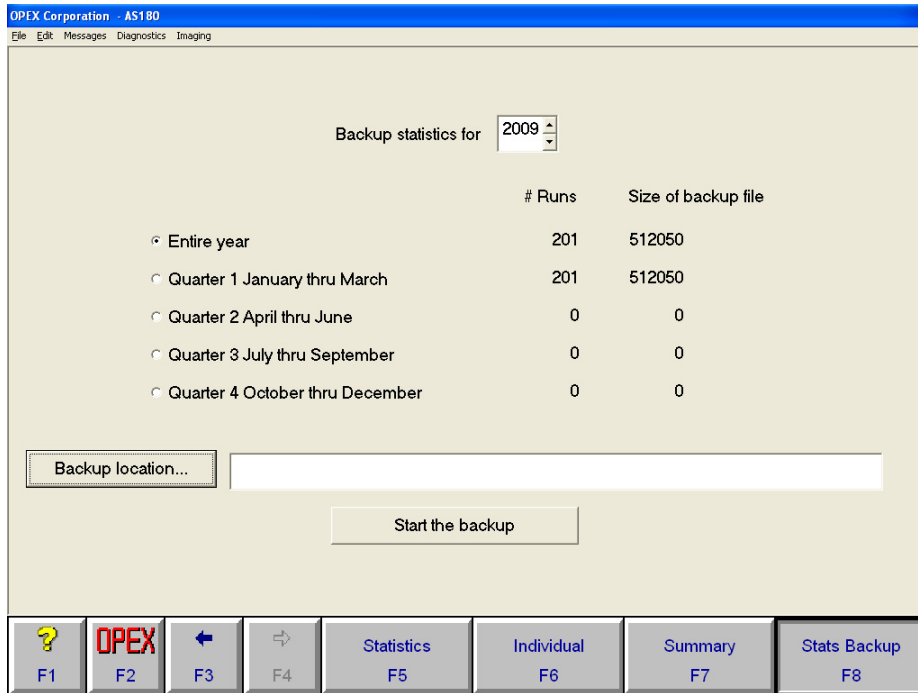 OPEX Corporation - AS180
File Edit Messages Diagnostics Imaging
Backup statistics for 2009
# Runs Size of backup file
Entire year 201 512050
Quarter 1 January thru March 201 512050
Quarter 2 April thru June 0 0
Quarter 3 July thru September 0 0
Quarter 4 October thru December 0 0
Backup location...
Start the backup
? OPEX Statistics Individual Summary Stats Backup
F1 F2 F3 F4 F5 F6 F7 F8